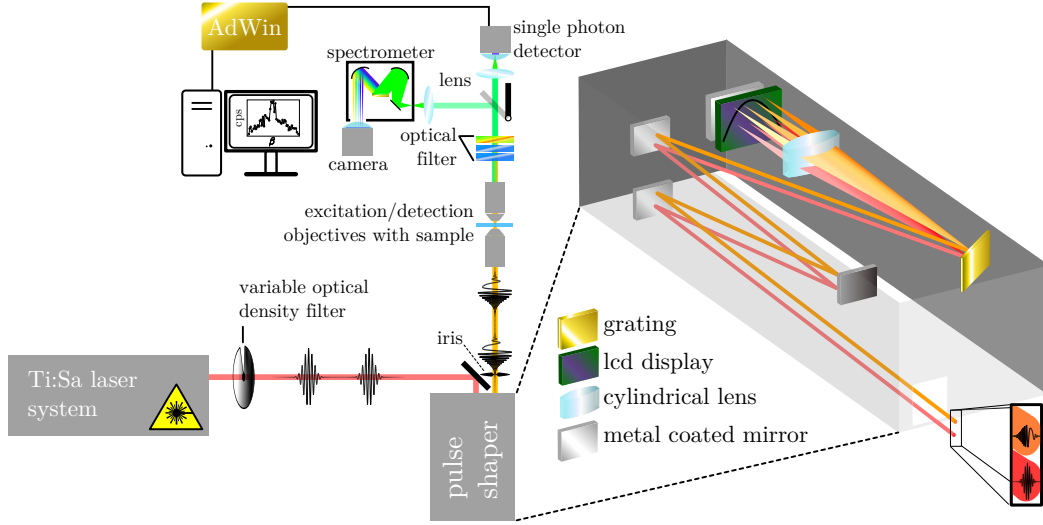 AdWin
single photon
detector
spectrometer
lens
cps
β
optical
filter
camera
excitation/detection
objectives with sample
variable optical
density filter
iris
Ti:Sa laser
system
pulse
shaper
grating
lcd display
cylindrical lens
metal coated mirror